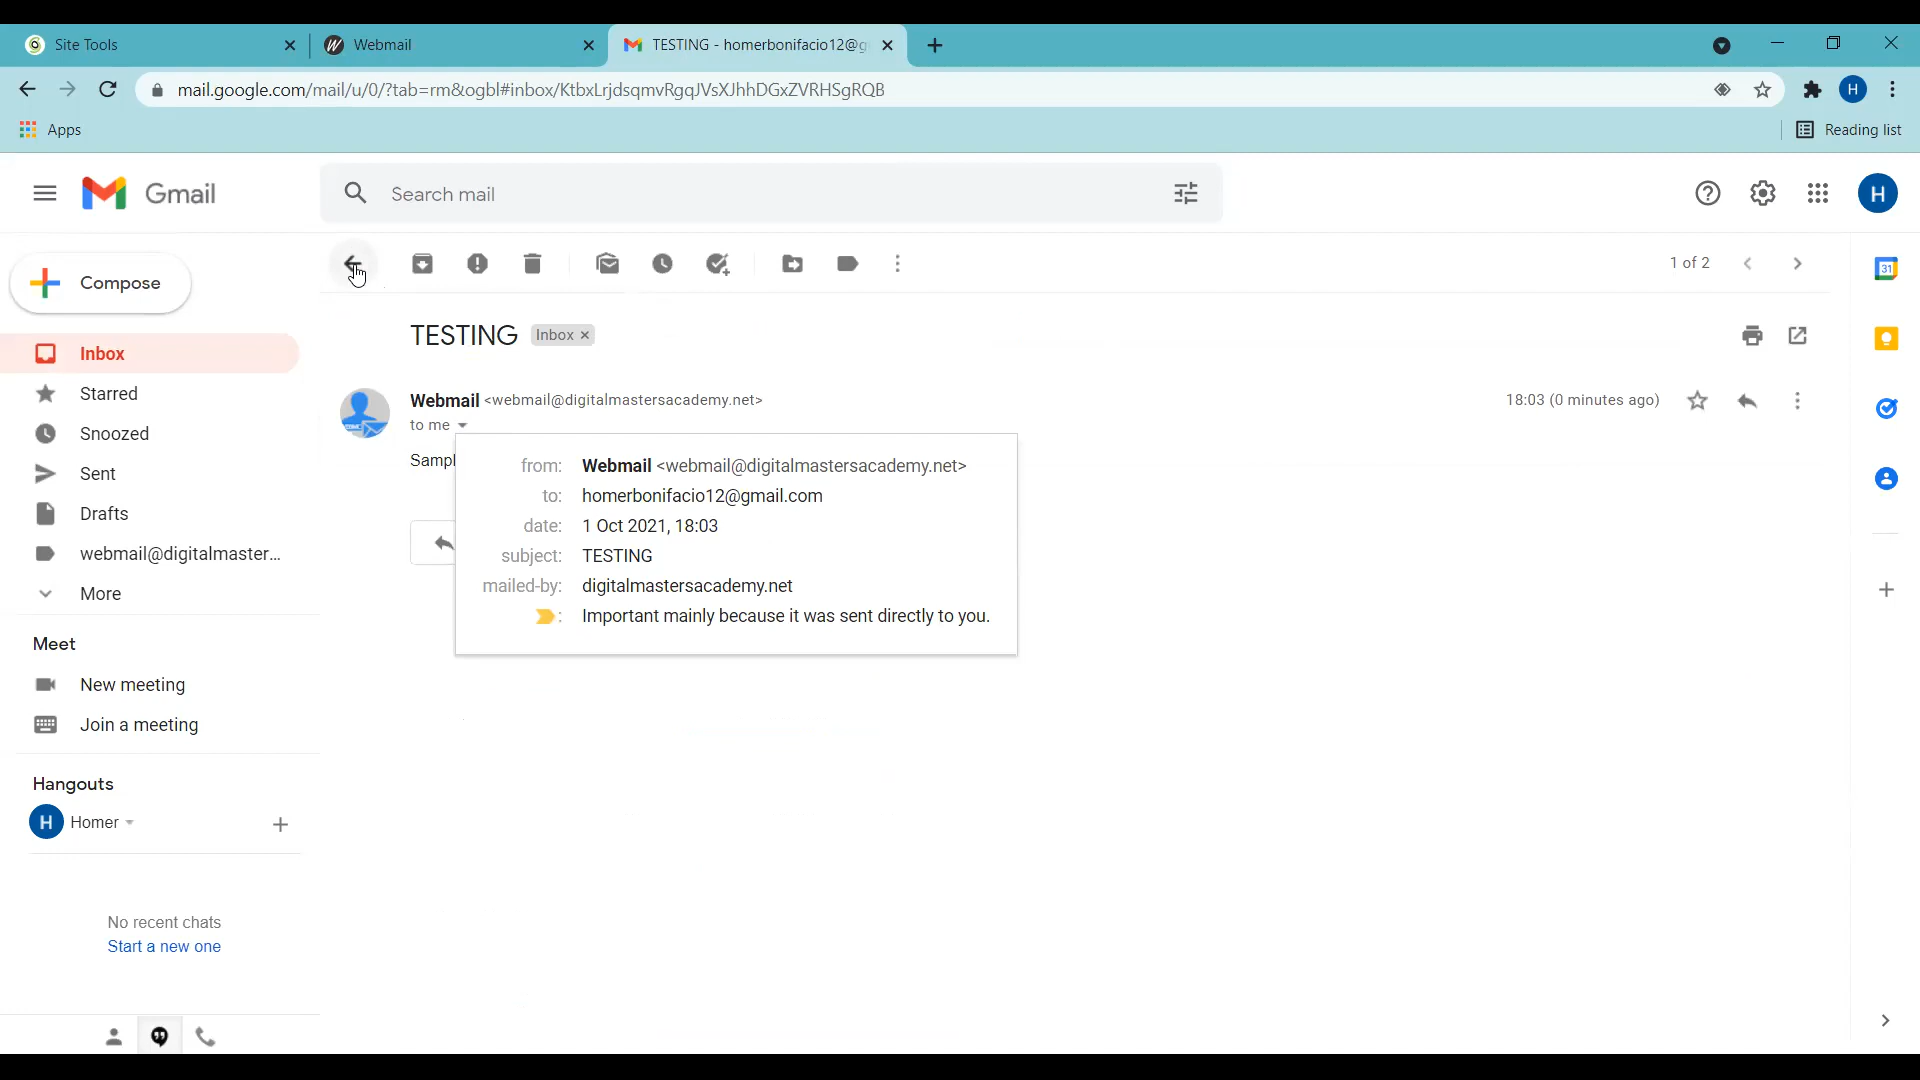 Site Tools
Webmail
TESTING - homerbonifacio12@g
mail.google.com/mail/u/0/?tab=rm&ogbl#inbox/KtbxLrjdsqmvRgqJVsXJhhDGxZVRHSgRQB
H
Apps
Reading list
Gmail
Search mail
H
Compose
1 of 2
31
TESTING
Inbox
Inbox
Starred
Snoozed
Sent
Drafts
webmail@digitalmaster...
More
Webmail <webmail@digitalmastersacademy.net>
18:03 (0 minutes ago)
to me
Sampl
from: Webmail <webmail@digitalmastersacademy.net>
to: homerbonifacio12@gmail.com
date: 1 Oct 2021, 18:03
subject: TESTING
mailed-by: digitalmastersacademy.net
: Important mainly because it was sent directly to you.
Meet
New meeting
Join a meeting
Hangouts
H Homer
No recent chats
Start a new one